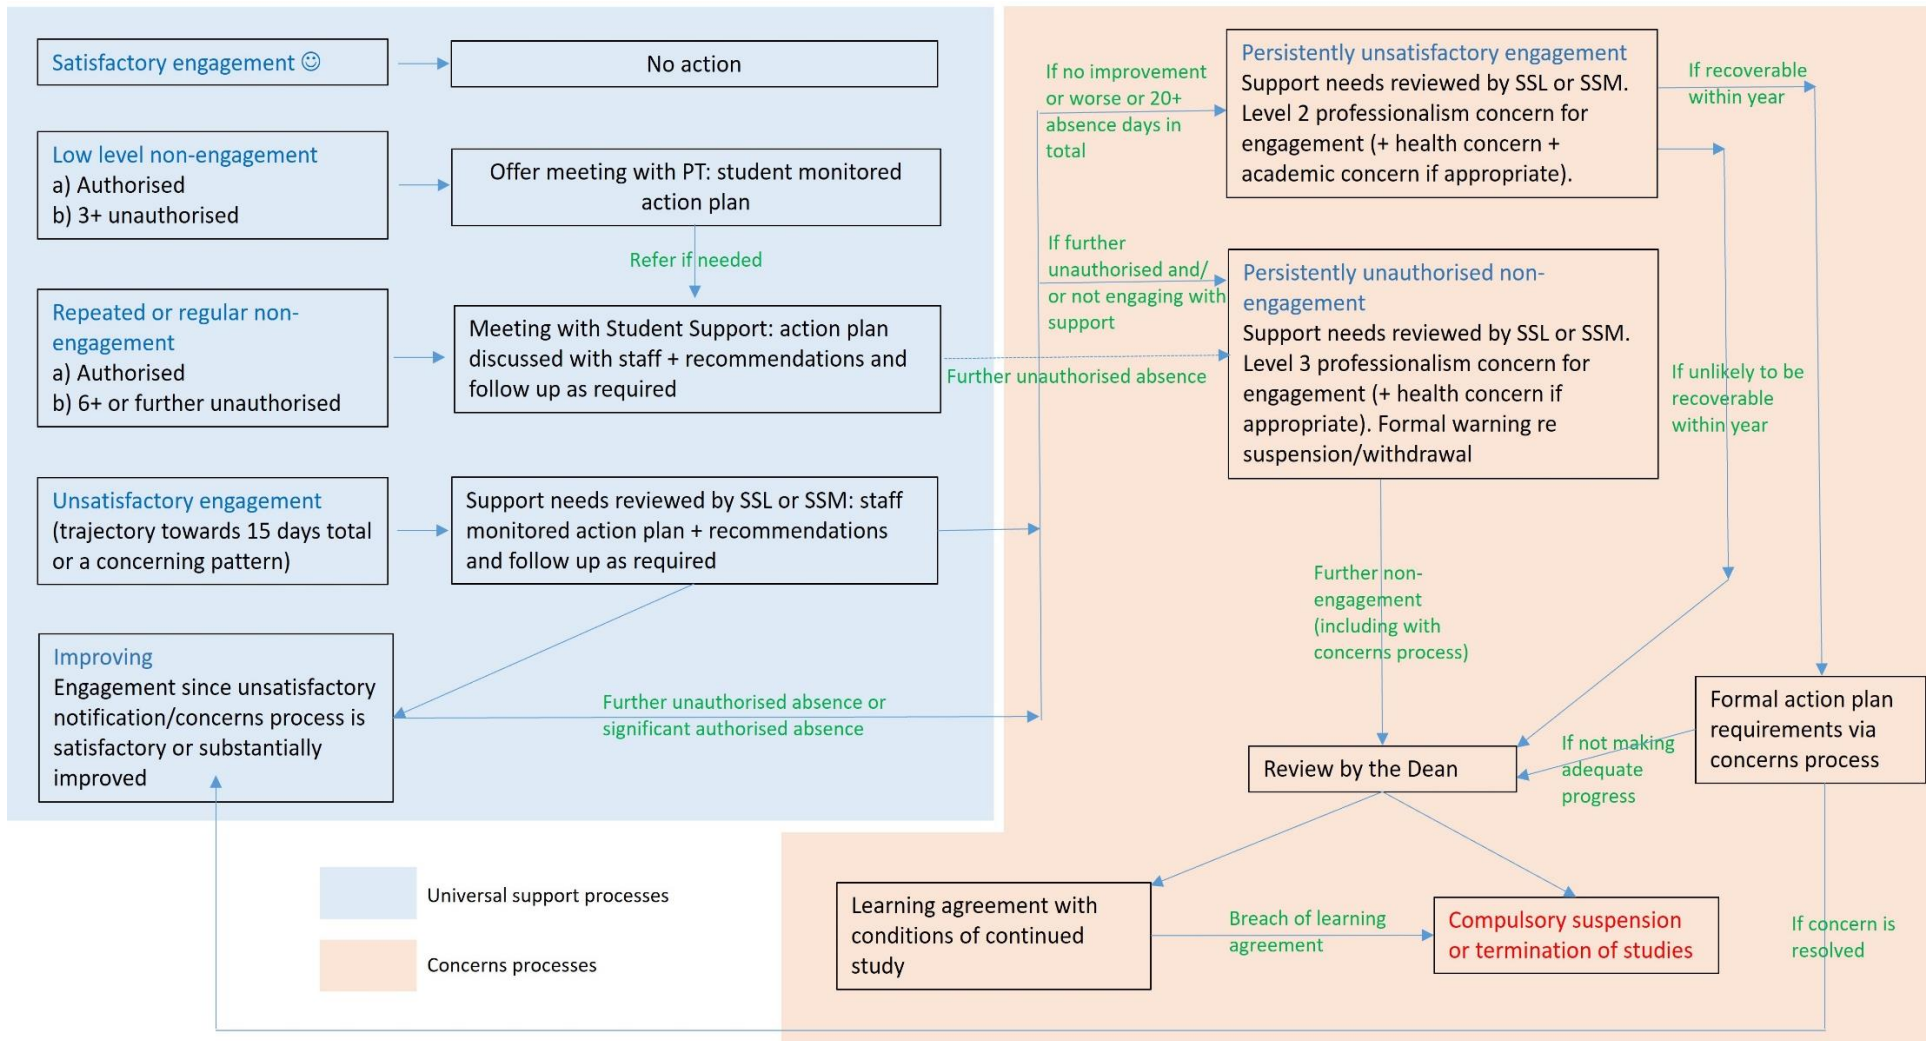 Satisfactory engagement ☺
No action
Low level non-engagement
a) Authorised
b) 3+ unauthorised
Offer meeting with PT: student monitored
action plan
Refer if needed
Repeated or regular non-
engagement
a) Authorised
b) 6+ or further unauthorised
Meeting with Student Support: action plan
discussed with staff + recommendations and
follow up as required
Further unauthorised absence
Unsatisfactory engagement
(trajectory towards 15 days total
or a concerning pattern)
Support needs reviewed by SSL or SSM: staff
monitored action plan + recommendations
and follow up as required
Improving
Engagement since unsatisfactory
notification/concerns process is
satisfactory or substantially
improved
Further unauthorised absence or
significant authorised absence
If no improvement
or worse or 20+
absence days in
total
Persistently unsatisfactory engagement
Support needs reviewed by SSL or SSM.
Level 2 professionalism concern for
engagement (+ health concern +
academic concern if appropriate).
If recoverable
within year
If further
unauthorised and/
or not engaging with
support
Persistently unauthorised non-
engagement
Support needs reviewed by SSL or SSM.
Level 3 professionalism concern for
engagement (+ health concern if
appropriate). Formal warning re
suspension/withdrawal
If unlikely to be
recoverable
within year
Further non-
engagement
(including with
concerns process)
Formal action plan
requirements via
concerns process
If not making
adequate
progress
Review by the Dean
Learning agreement with
conditions of continued
study
Breach of learning
agreement
Compulsory suspension
or termination of studies
If concern is
resolved
Universal support processes
Concerns processes